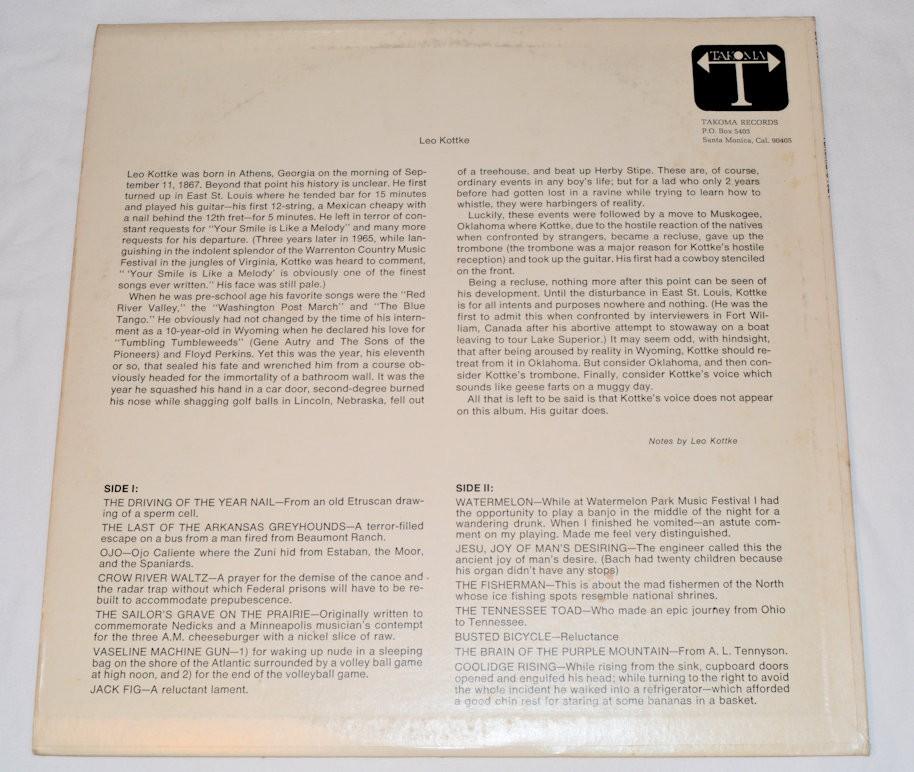 TAKOMA
T
TAKOMA RECORDS
P.O. Box 5403
Santa Monica, Cal. 90405
Leo Kottke
Leo Kottke was born in Athens, Georgia on the morning of Sep-
tember 11, 1867. Beyond that point his history is unclear. He first
turned up in East St. Louis where he tended bar for 15 minutes
and played his guitar—his first 12-string, a Mexican cheapy with
a nail behind the 12th fret—for 5 minutes. He left in terror of con-
stant requests for "Your Smile is Like a Melody" and many more
requests for his departure. (Three years later in 1965, while lan-
guishing in the indolent splendor of the Warrenton Country Music
Festival in the jungles of Virginia, Kottke was heard to comment,
" 'Your Smile is Like a Melody' is obviously one of the finest
songs ever written." His face was still pale.)
When he was pre-school age his favorite songs were the "Red
River Valley," the "Washington Post March" and "The Blue
Tango." He obviously had not changed by the time of his intern-
ment as a 10-year-old in Wyoming when he declared his love for
"Tumbling Tumbleweeds" (Gene Autry and The Sons of the
Pioneers) and Floyd Perkins. Yet this was the year, his eleventh
or so, that sealed his fate and wrenched him from a course ob-
viously headed for the immortality of a bathroom wall. It was the
year he squashed his hand in a car door, second-degree burned
his nose while shagging golf balls in Lincoln, Nebraska, fell out
of a treehouse, and beat up Herby Stipe. These are, of course,
ordinary events in any boy's life; but for a lad who only 2 years
before had gotten lost in a ravine while trying to learn how to
whistle, they were harbingers of reality.
Luckily, these events were followed by a move to Muskogee,
Oklahoma where Kottke, due to the hostile reaction of the natives
when confronted by strangers, became a recluse, gave up the
trombone (the trombone was a major reason for Kottke's hostile
reception) and took up the guitar. His first had a cowboy stenciled
on the front.
Being a recluse, nothing more after this point can be seen of
his development. Until the disturbance in East St. Louis, Kottke
is for all intents and purposes nowhere and nothing. (He was the
first to admit this when confronted by interviewers in Fort Wil-
liam, Canada after his abortive attempt to stowaway on a boat
leaving to tour Lake Superior.) It may seem odd, with hindsight,
that after being aroused by reality in Wyoming, Kottke should re-
treat from it in Oklahoma. But consider Oklahoma, and then con-
sider Kottke's trombone. Finally, consider Kottke's voice which
sounds like geese farts on a muggy day.
All that is left to be said is that Kottke's voice does not appear
on this album. His guitar does.
Notes by Leo Kottke
SIDE I:
THE DRIVING OF THE YEAR NAIL—From an old Etruscan draw-
ing of a sperm cell.
THE LAST OF THE ARKANSAS GREYHOUNDS—A terror-filled
escape on a bus from a man fired from Beaumont Ranch.
OJO—Ojo Caliente where the Zuni hid from Estaban, the Moor,
and the Spaniards.
CROW RIVER WALTZ—A prayer for the demise of the canoe and
the radar trap without which Federal prisons will have to be re-
built to accommodate prepubescence.
THE SAILOR'S GRAVE ON THE PRAIRIE—Originally written to
commemorate Nedicks and a Minneapolis musician's contempt
for the three A.M. cheeseburger with a nickel slice of raw.
VASELINE MACHINE GUN—1) for waking up nude in a sleeping
bag on the shore of the Atlantic surrounded by a volley ball game
at high noon, and 2) for the end of the volleyball game.
JACK FIG—A reluctant lament.
SIDE II:
WATERMELON—While at Watermelon Park Music Festival I had
the opportunity to play a banjo in the middle of the night for a
wandering drunk. When I finished he vomited—an astute com-
ment on my playing. Made me feel very distinguished.
JESU, JOY OF MAN'S DESIRING—The engineer called this the
ancient joy of man's desire. (Bach had twenty children because
his organ didn't have any stops)
THE FISHERMAN—This is about the mad fishermen of the North
whose ice fishing spots resemble national shrines.
THE TENNESSEE TOAD—Who made an epic journey from Ohio
to Tennessee.
BUSTED BICYCLE—Reluctance
THE BRAIN OF THE PURPLE MOUNTAIN—From A. L. Tennyson.
COOLIDGE RISING—While rising from the sink, cupboard doors
opened and engulfed his head; while turning to the right to avoid
the whole incident he walked into a refrigerator—which afforded
a good chin rest for staring at some bananas in a basket.